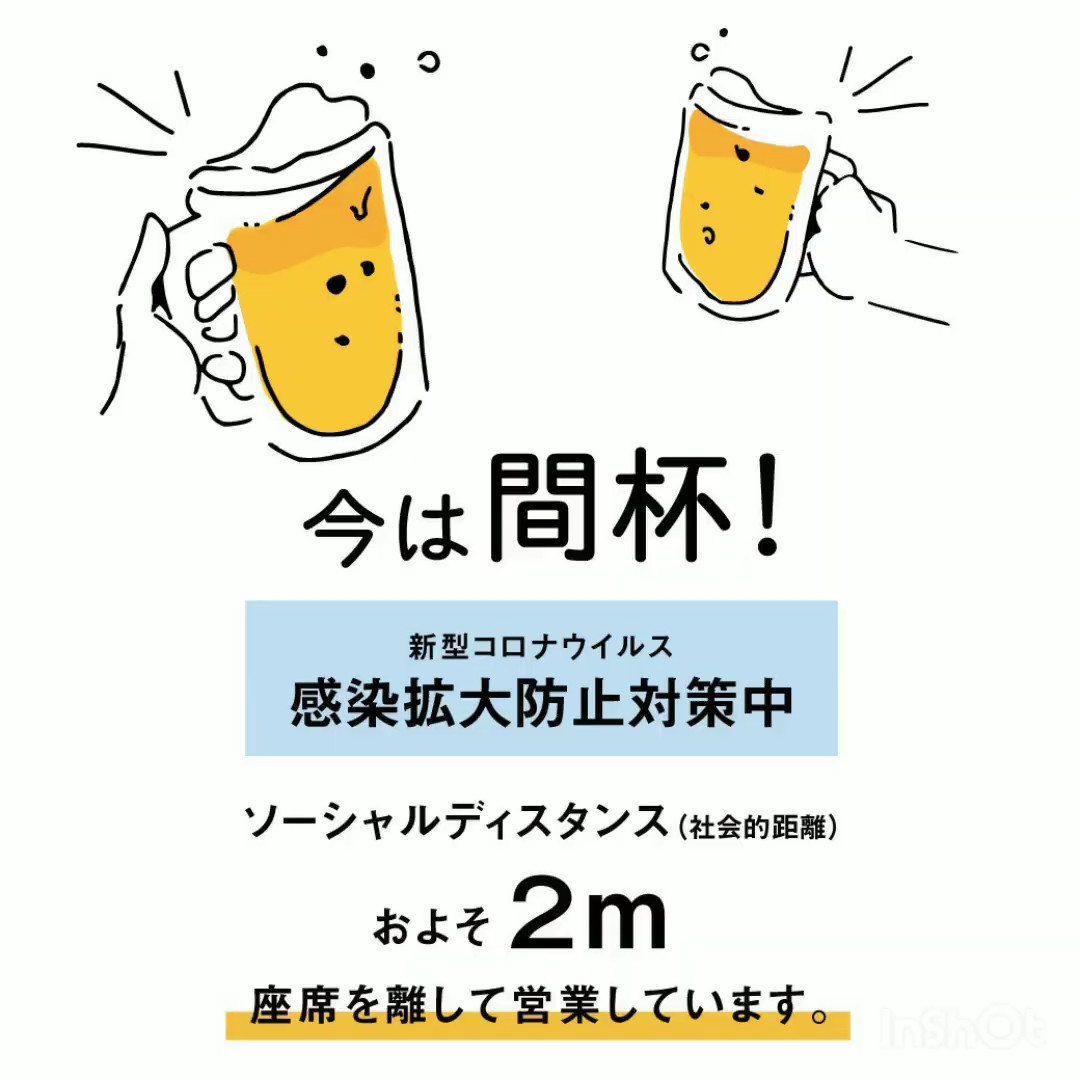 今は間杯!
新型コロナウイルス
感染拡大防止対策中
ソーシャルディスタンス(社会的距離)
およそ2m
座席を離して営業しています。
InShOt